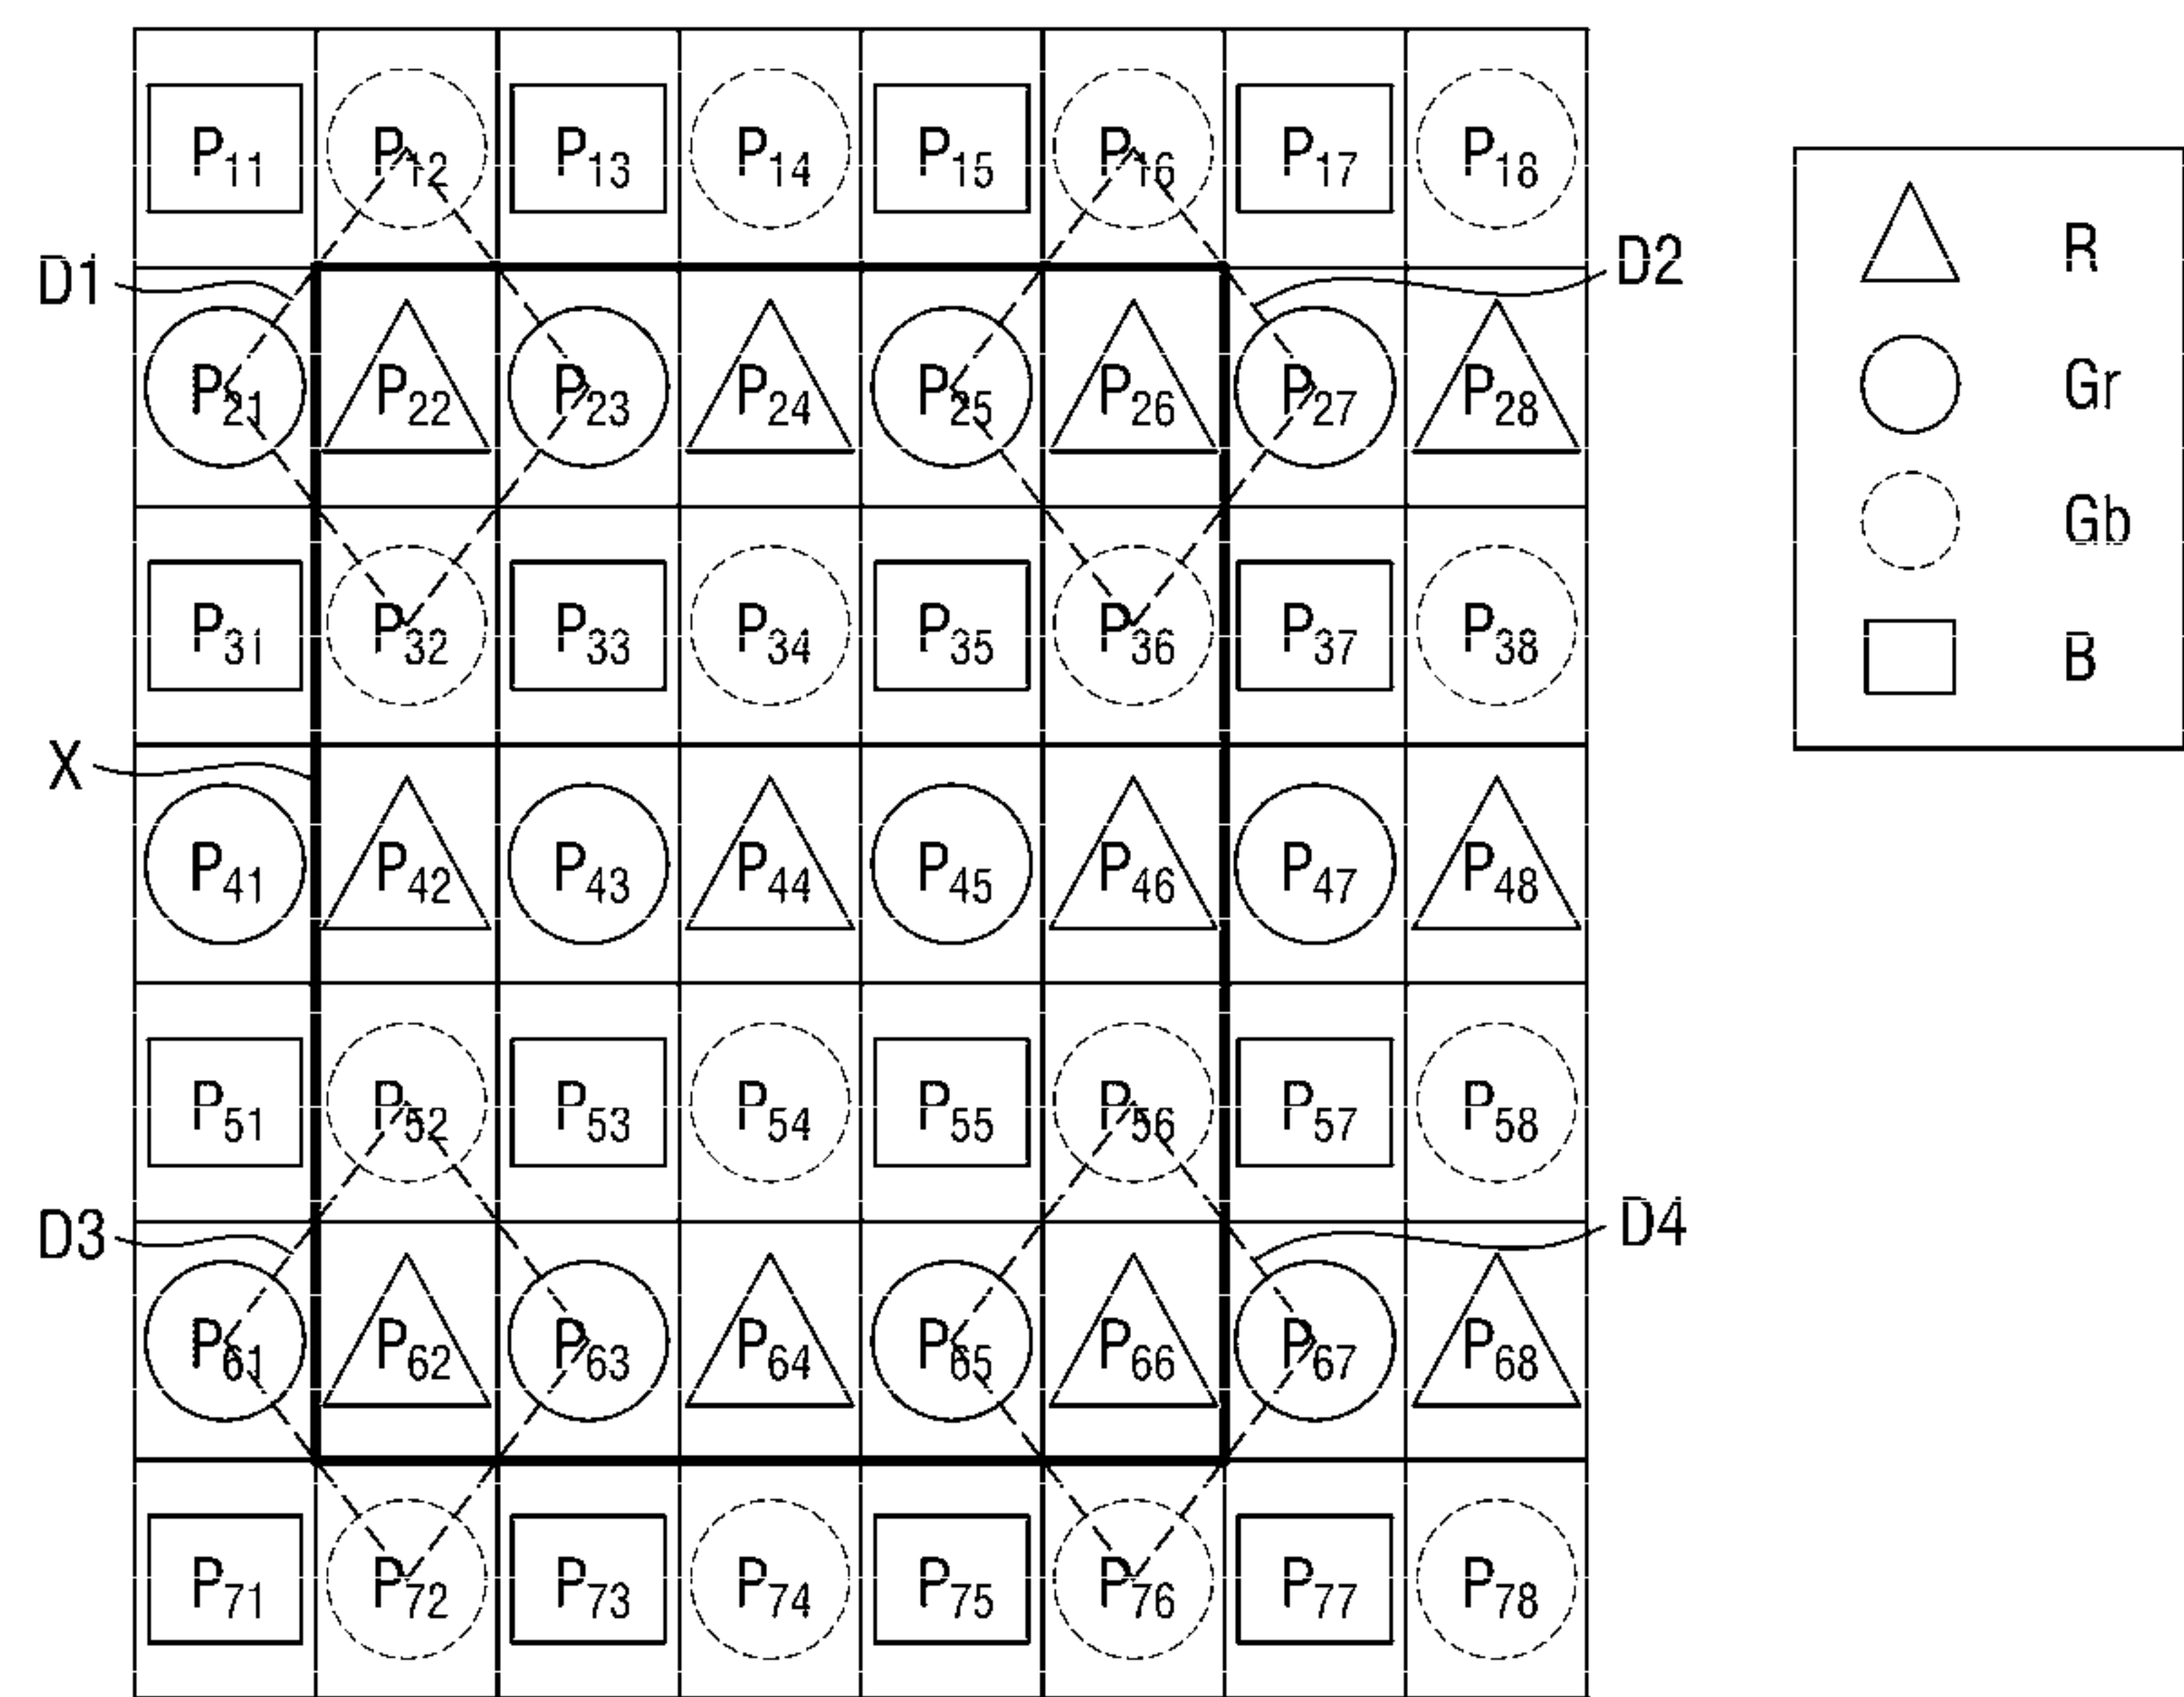 P11 P12 P13 P14 P15 P16 P17 P18
D1 D2
P21 P22 P23 P24 P25 P26 P27 P28
P31 P32 P33 P34 P35 P36 P37 P38
X
P41 P42 P43 P44 P45 P46 P47 P48
P51 P52 P53 P54 P55 P56 P57 P58
D3 D4
P61 P62 P63 P64 P65 P66 P67 P68
P71 P72 P73 P74 P75 P76 P77 P78
R
Gr
Gb
B